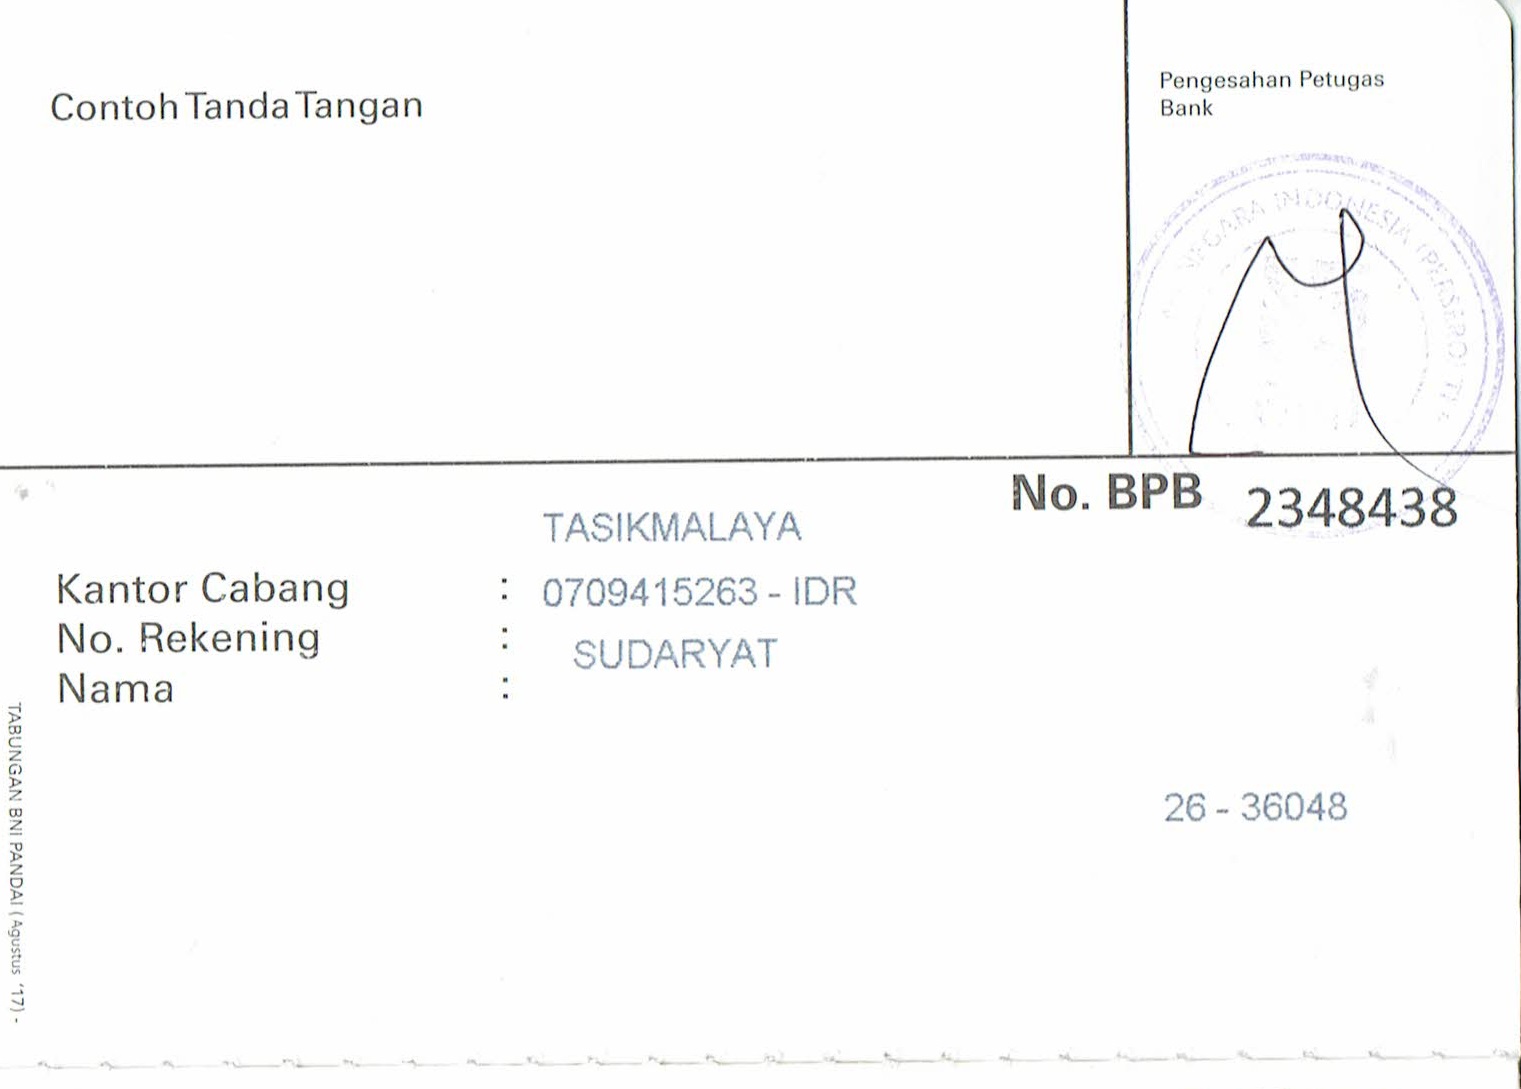 Contoh Tanda Tangan
Pengesahan Petugas
Bank
NEGARA INDONESIA (PERSERO) Tbk
No. BPB 2348438
TASIKMALAYA
Kantor Cabang : 0709415263 - IDR
No. Rekening : SUDARYAT
Nama :
26 - 36048
TABUNGAN BNI PANDAI (Agustus '17) -